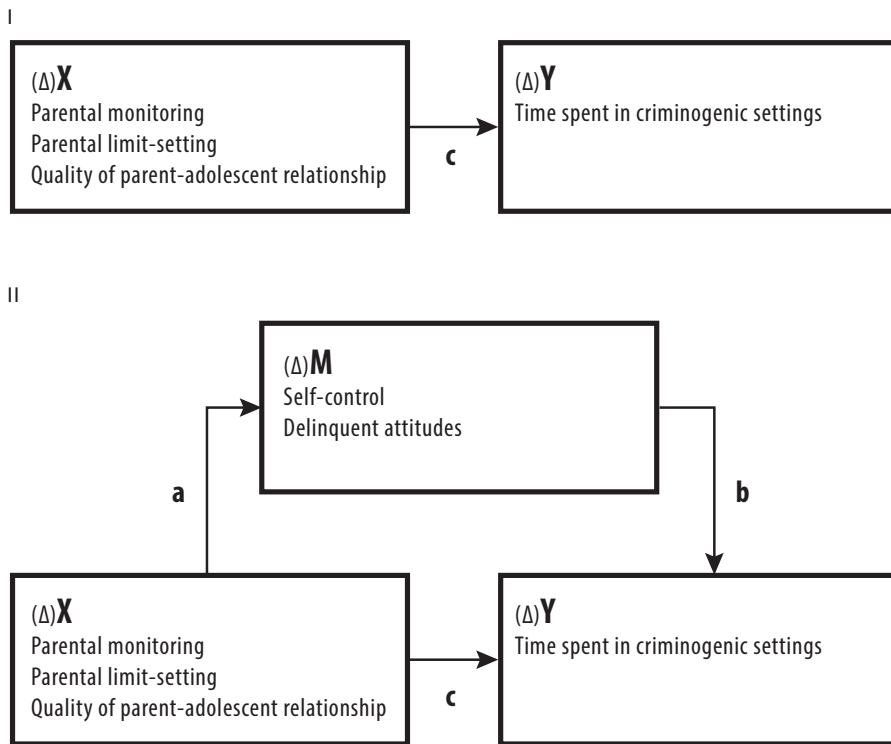 I
(Δ)X
Parental monitoring
Parental limit-setting
Quality of parent-adolescent relationship
c
(Δ)Y
Time spent in criminogenic settings
II
(Δ)M
Self-control
Delinquent attitudes
a
b
(Δ)X
Parental monitoring
Parental limit-setting
Quality of parent-adolescent relationship
c
(Δ)Y
Time spent in criminogenic settings